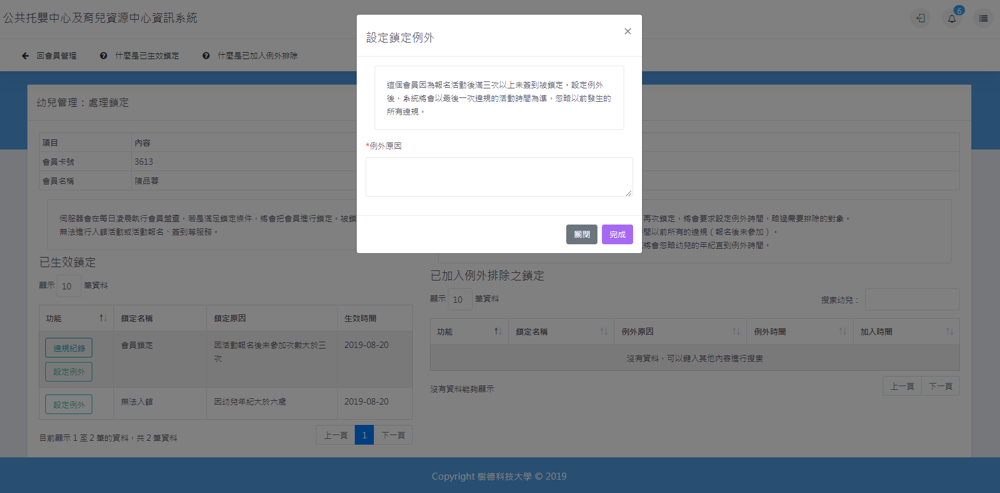 公共托嬰中心及育兒資源中心資訊系統
6
回會員管理
什麼是已生效鎖定
什麼是已加入例外排除
設定鎖定例外
×
這個會員因為報名活動後滿三次以上未簽到被鎖定。設定例外
後，系統將會以最後一次違規的活動時間為準，忽略以前發生的
所有違規。
*例外原因
關閉
完成
幼兒管理：處理鎖定
項目
內容
會員卡號
3613
會員名稱
陳品蓉
伺服器會在每日凌晨執行會員盤查，若是滿足鎖定條件，將會把會員進行鎖定。被鎖
無法進行入館活動或活動報名、簽到等服務。
再次鎖定，將會要求設定例外時間，略過需要排除的對象。
間以前所有的違規（報名後未參加）。
將會忽略幼兒的年紀直到例外時間。
已生效鎖定
顯示 10 筆資料
功能
鎖定名稱
鎖定原因
生效時間
違規紀錄
設定例外
會員鎖定
因活動報名後未參加次數大於三
次
2019-08-20
設定例外
無法入館
因幼兒年紀大於六歲
2019-08-20
目前顯示 1 至 2 筆的資料，共 2 筆資料
上一頁
1
下一頁
已加入例外排除之鎖定
顯示 10 筆資料
搜索幼兒：
功能
鎖定名稱
例外原因
例外時間
加入時間
沒有資料，可以鍵入其他內容進行搜索
沒有資料能夠顯示
上一頁
下一頁
Copyright 樹德科技大學 © 2019